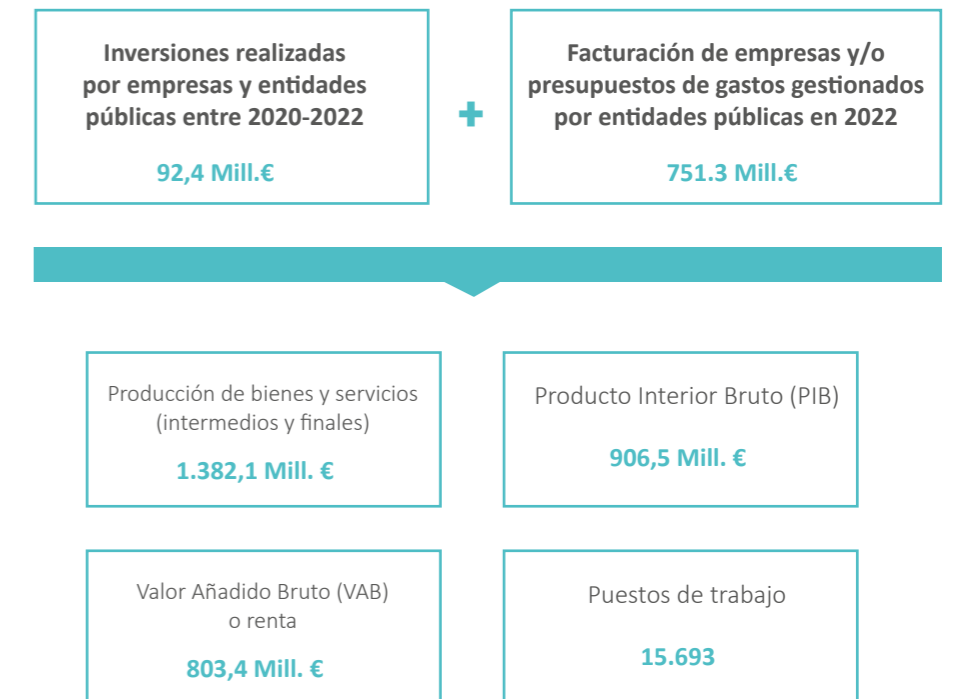 Inversiones realizadas
por empresas y entidades
públicas entre 2020-2022
92,4 Mill.€
+
Facturación de empresas y/o
presupuestos de gastos gestionados
por entidades públicas en 2022
751.3 Mill.€
Producción de bienes y servicios
(intermedios y finales)
1.382,1 Mill. €
Producto Interior Bruto (PIB)
906,5 Mill. €
Valor Añadido Bruto (VAB)
o renta
803,4 Mill. €
Puestos de trabajo
15.693